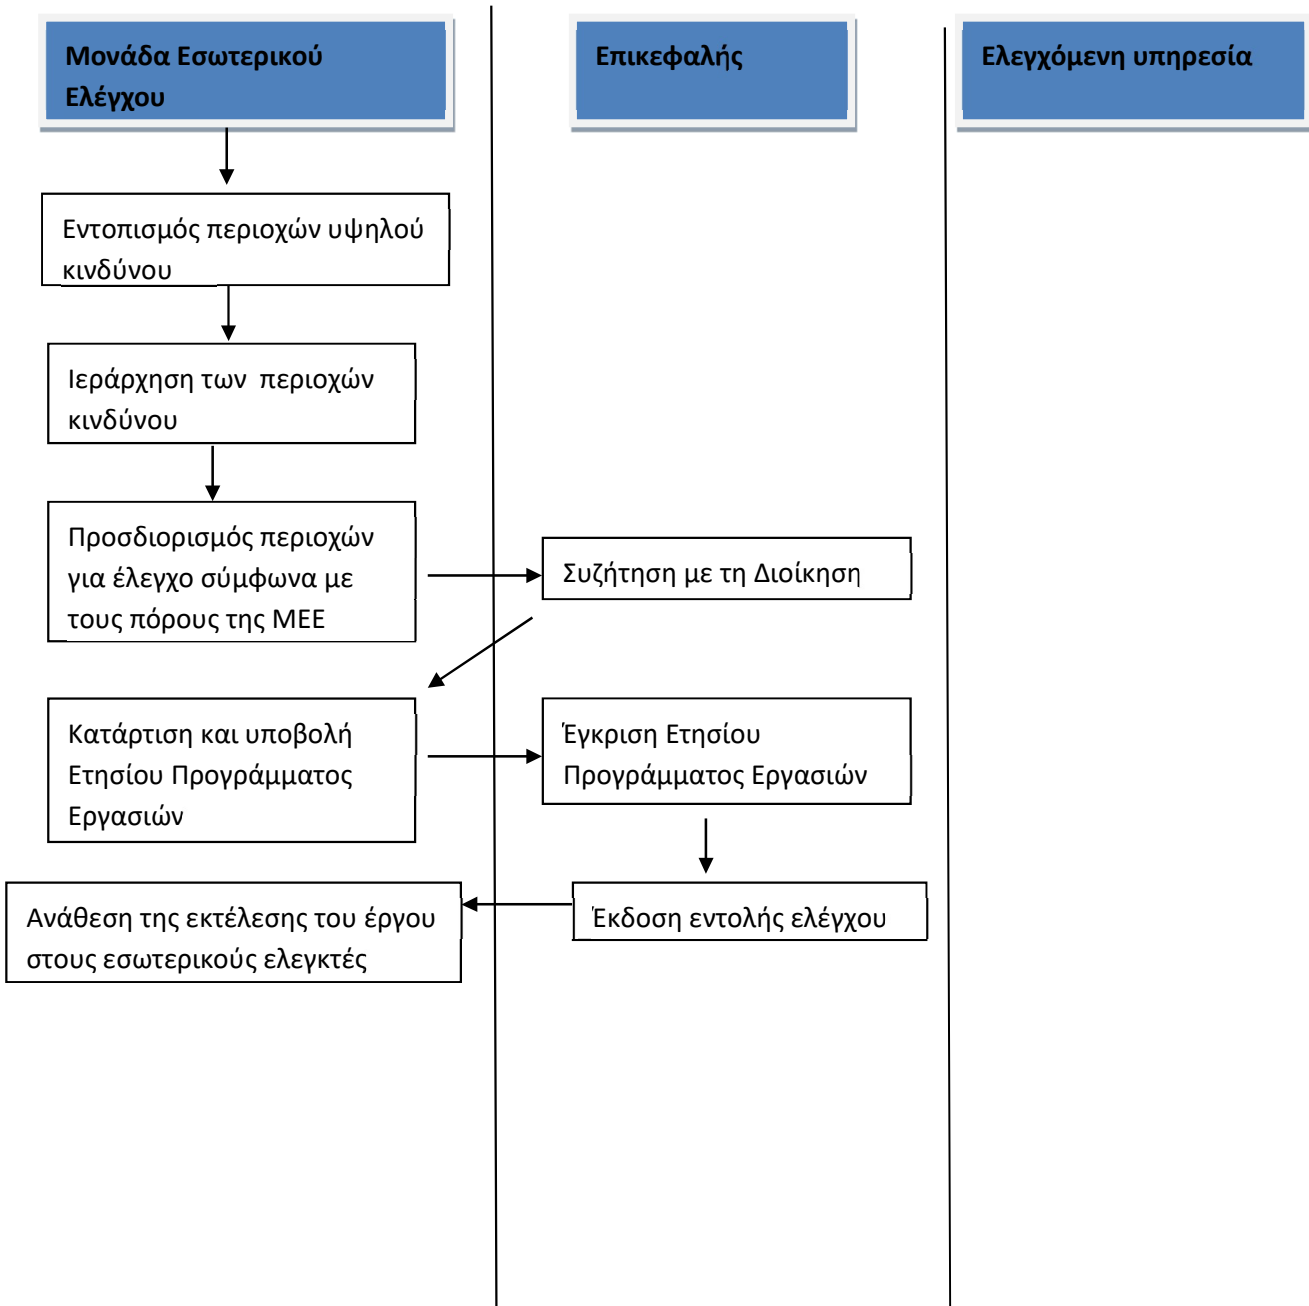 Μονάδα Εσωτερικού
Ελέγχου
Επικεφαλής
Ελεγχόμενη υπηρεσία
Εντοπισμός περιοχών υψηλού
κινδύνου
Ιεράρχηση των περιοχών
κινδύνου
Προσδιορισμός περιοχών
για έλεγχο σύμφωνα με
τους πόρους της ΜΕΕ
Συζήτηση με τη Διοίκηση
Κατάρτιση και υποβολή
Ετησίου Προγράμματος
Εργασιών
Έγκριση Ετησίου
Προγράμματος Εργασιών
Έκδοση εντολής ελέγχου
Ανάθεση της εκτέλεσης του έργου
στους εσωτερικούς ελεγκτές